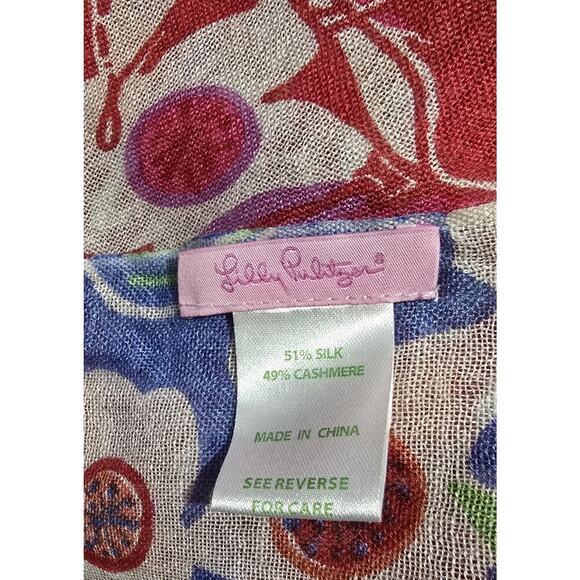 Lilly Pulitzer®
51% SILK
49% CASHMERE
MADE IN CHINA
SEE REVERSE
FOR CARE